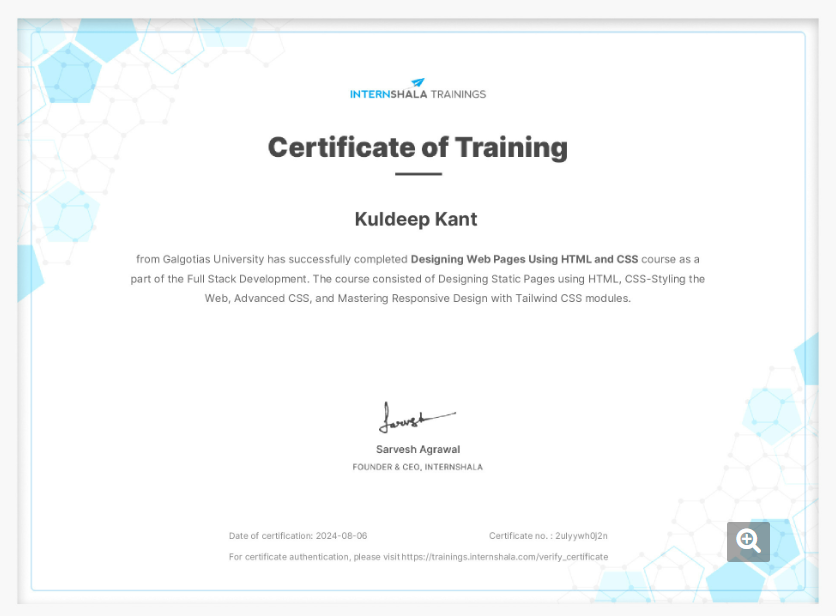 INTERNSHALA TRAININGS
Certificate of Training
Kuldeep Kant
from Galgotias University has successfully completed Designing Web Pages Using HTML and CSS course as a
part of the Full Stack Development. The course consisted of Designing Static Pages using HTML, CSS-Styling the
Web, Advanced CSS, and Mastering Responsive Design with Tailwind CSS modules.
Sarvesh
Sarvesh Agrawal
FOUNDER & CEO, INTERNSHALA
Date of certification: 2024-08-06 Certificate no. : 2ulyywh0j2n
For certificate authentication, please visit https://trainings.internshala.com/verify_certificate